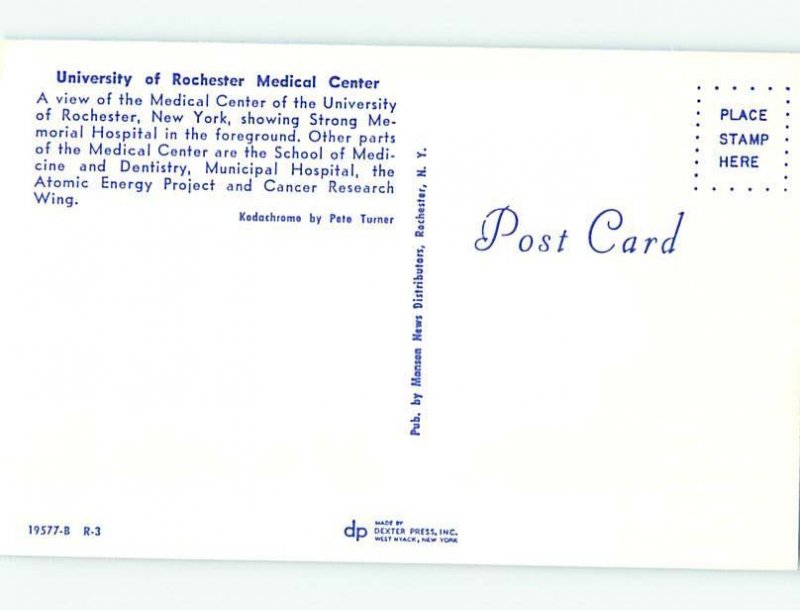 University of Rochester Medical Center
A view of the Medical Center of the University
of Rochester, New York, showing Strong Me-
morial Hospital in the foreground. Other parts
of the Medical Center are the School of Medi-
cine and Dentistry, Municipal Hospital, the
Atomic Energy Project and Cancer Research
Wing.
Kodachrome by Pete Turner
Pub. by Manson News Distributors, Rochester, N. Y.
PLACE
STAMP
HERE
Post Card
19577-B R-3
dp
MADE BY
DEXTER PRESS, INC.
WEST NYACK, NEW YORK